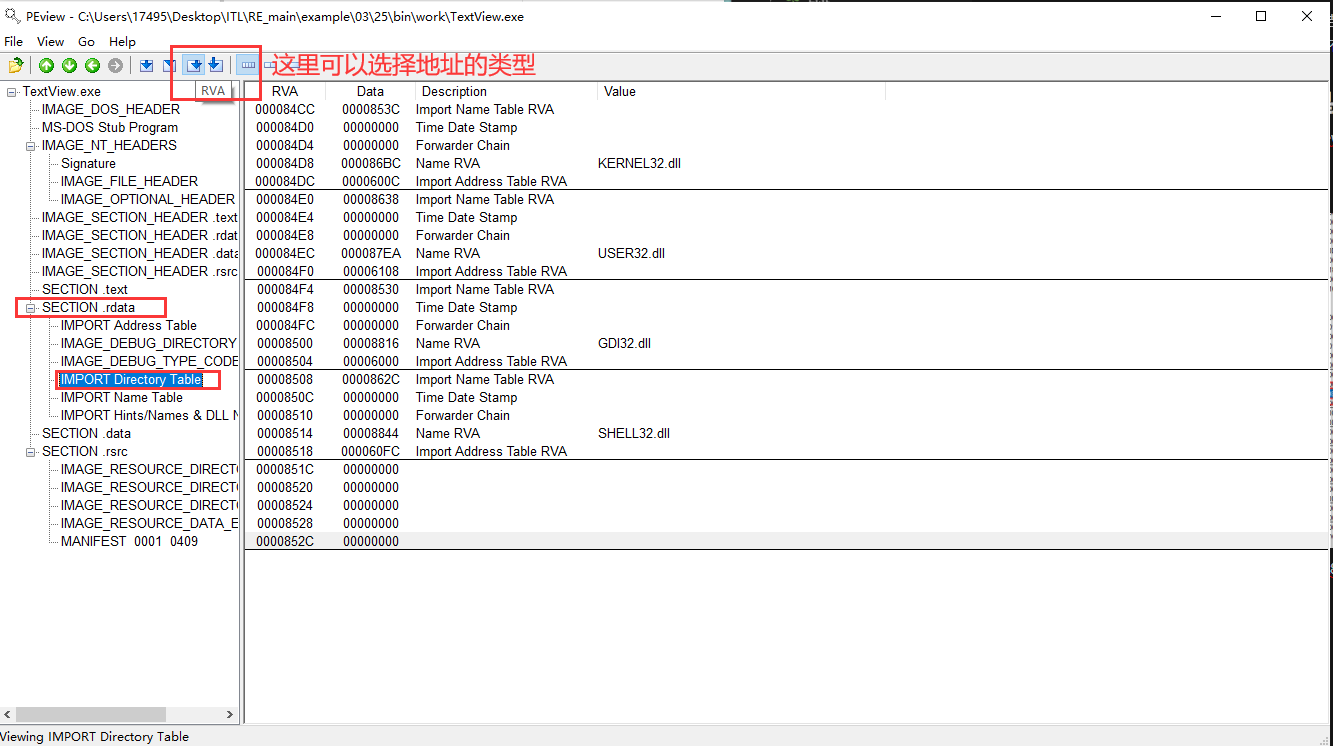 PEview - C:\Users\17495\Desktop\ITL\RE_main\example\03\25\bin\work\TextView.exe
File View Go Help
这里可以选择地址的类型
RVA
TextView.exe
IMAGE_DOS_HEADER
MS-DOS Stub Program
IMAGE_NT_HEADERS
Signature
IMAGE_FILE_HEADER
IMAGE_OPTIONAL_HEADER
IMAGE_SECTION_HEADER .text
IMAGE_SECTION_HEADER .rdat
IMAGE_SECTION_HEADER .data
IMAGE_SECTION_HEADER .rsrc
SECTION .text
SECTION .rdata
IMPORT Address Table
IMAGE_DEBUG_DIRECTORY
IMAGE_DEBUG_TYPE_CODE
IMPORT Directory Table
IMPORT Name Table
IMPORT Hints/Names & DLL N
SECTION .data
SECTION .rsrc
IMAGE_RESOURCE_DIRECT
IMAGE_RESOURCE_DIRECT
IMAGE_RESOURCE_DIRECT
IMAGE_RESOURCE_DATA_E
MANIFEST 0001 0409
RVA Data Description Value
000084CC 0000853C Import Name Table RVA
000084D0 00000000 Time Date Stamp
000084D4 00000000 Forwarder Chain
000084D8 000086BC Name RVA KERNEL32.dll
000084DC 0000600C Import Address Table RVA
000084E0 00008638 Import Name Table RVA
000084E4 00000000 Time Date Stamp
000084E8 00000000 Forwarder Chain
000084EC 000087EA Name RVA USER32.dll
000084F0 00006108 Import Address Table RVA
000084F4 00008530 Import Name Table RVA
000084F8 00000000 Time Date Stamp
000084FC 00000000 Forwarder Chain
00008500 00008816 Name RVA GDI32.dll
00008504 00006000 Import Address Table RVA
00008508 0000862C Import Name Table RVA
0000850C 00000000 Time Date Stamp
00008510 00000000 Forwarder Chain
00008514 00008844 Name RVA SHELL32.dll
00008518 000060FC Import Address Table RVA
0000851C 00000000
00008520 00000000
00008524 00000000
00008528 00000000
0000852C 00000000
Viewing IMPORT Directory Table